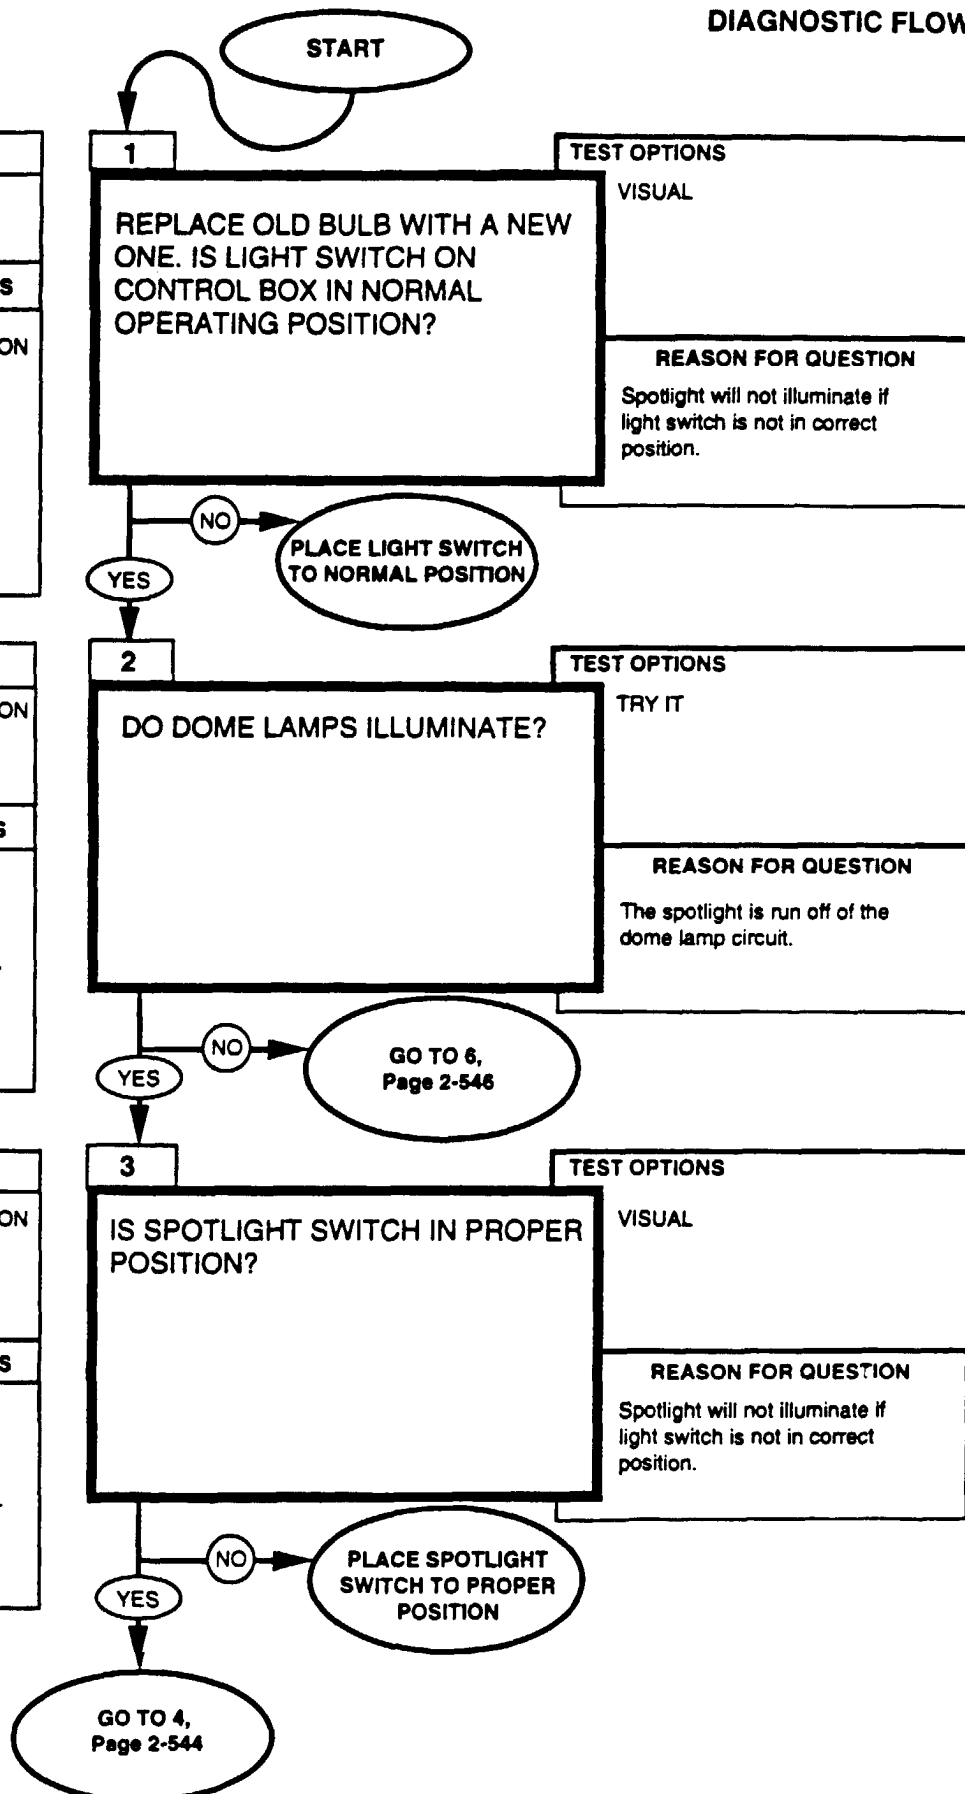 DIAGNOSTIC FLOW
START
1
TEST OPTIONS
VISUAL
REPLACE OLD BULB WITH A NEW
ONE. IS LIGHT SWITCH ON
CONTROL BOX IN NORMAL
OPERATING POSITION?
REASON FOR QUESTION
Spotlight will not illuminate if
light switch is not in correct
position.
NO
PLACE LIGHT SWITCH
TO NORMAL POSITION
YES
2
TEST OPTIONS
TRY IT
DO DOME LAMPS ILLUMINATE?
REASON FOR QUESTION
The spotlight is run off of the
dome lamp circuit.
NO
GO TO 6,
Page 2-546
YES
3
TEST OPTIONS
VISUAL
IS SPOTLIGHT SWITCH IN PROPER
POSITION?
REASON FOR QUESTION
Spotlight will not illuminate if
light switch is not in correct
position.
NO
PLACE SPOTLIGHT
SWITCH TO PROPER
POSITION
YES
GO TO 4,
Page 2-544
S
ON
ON
S
ON
S